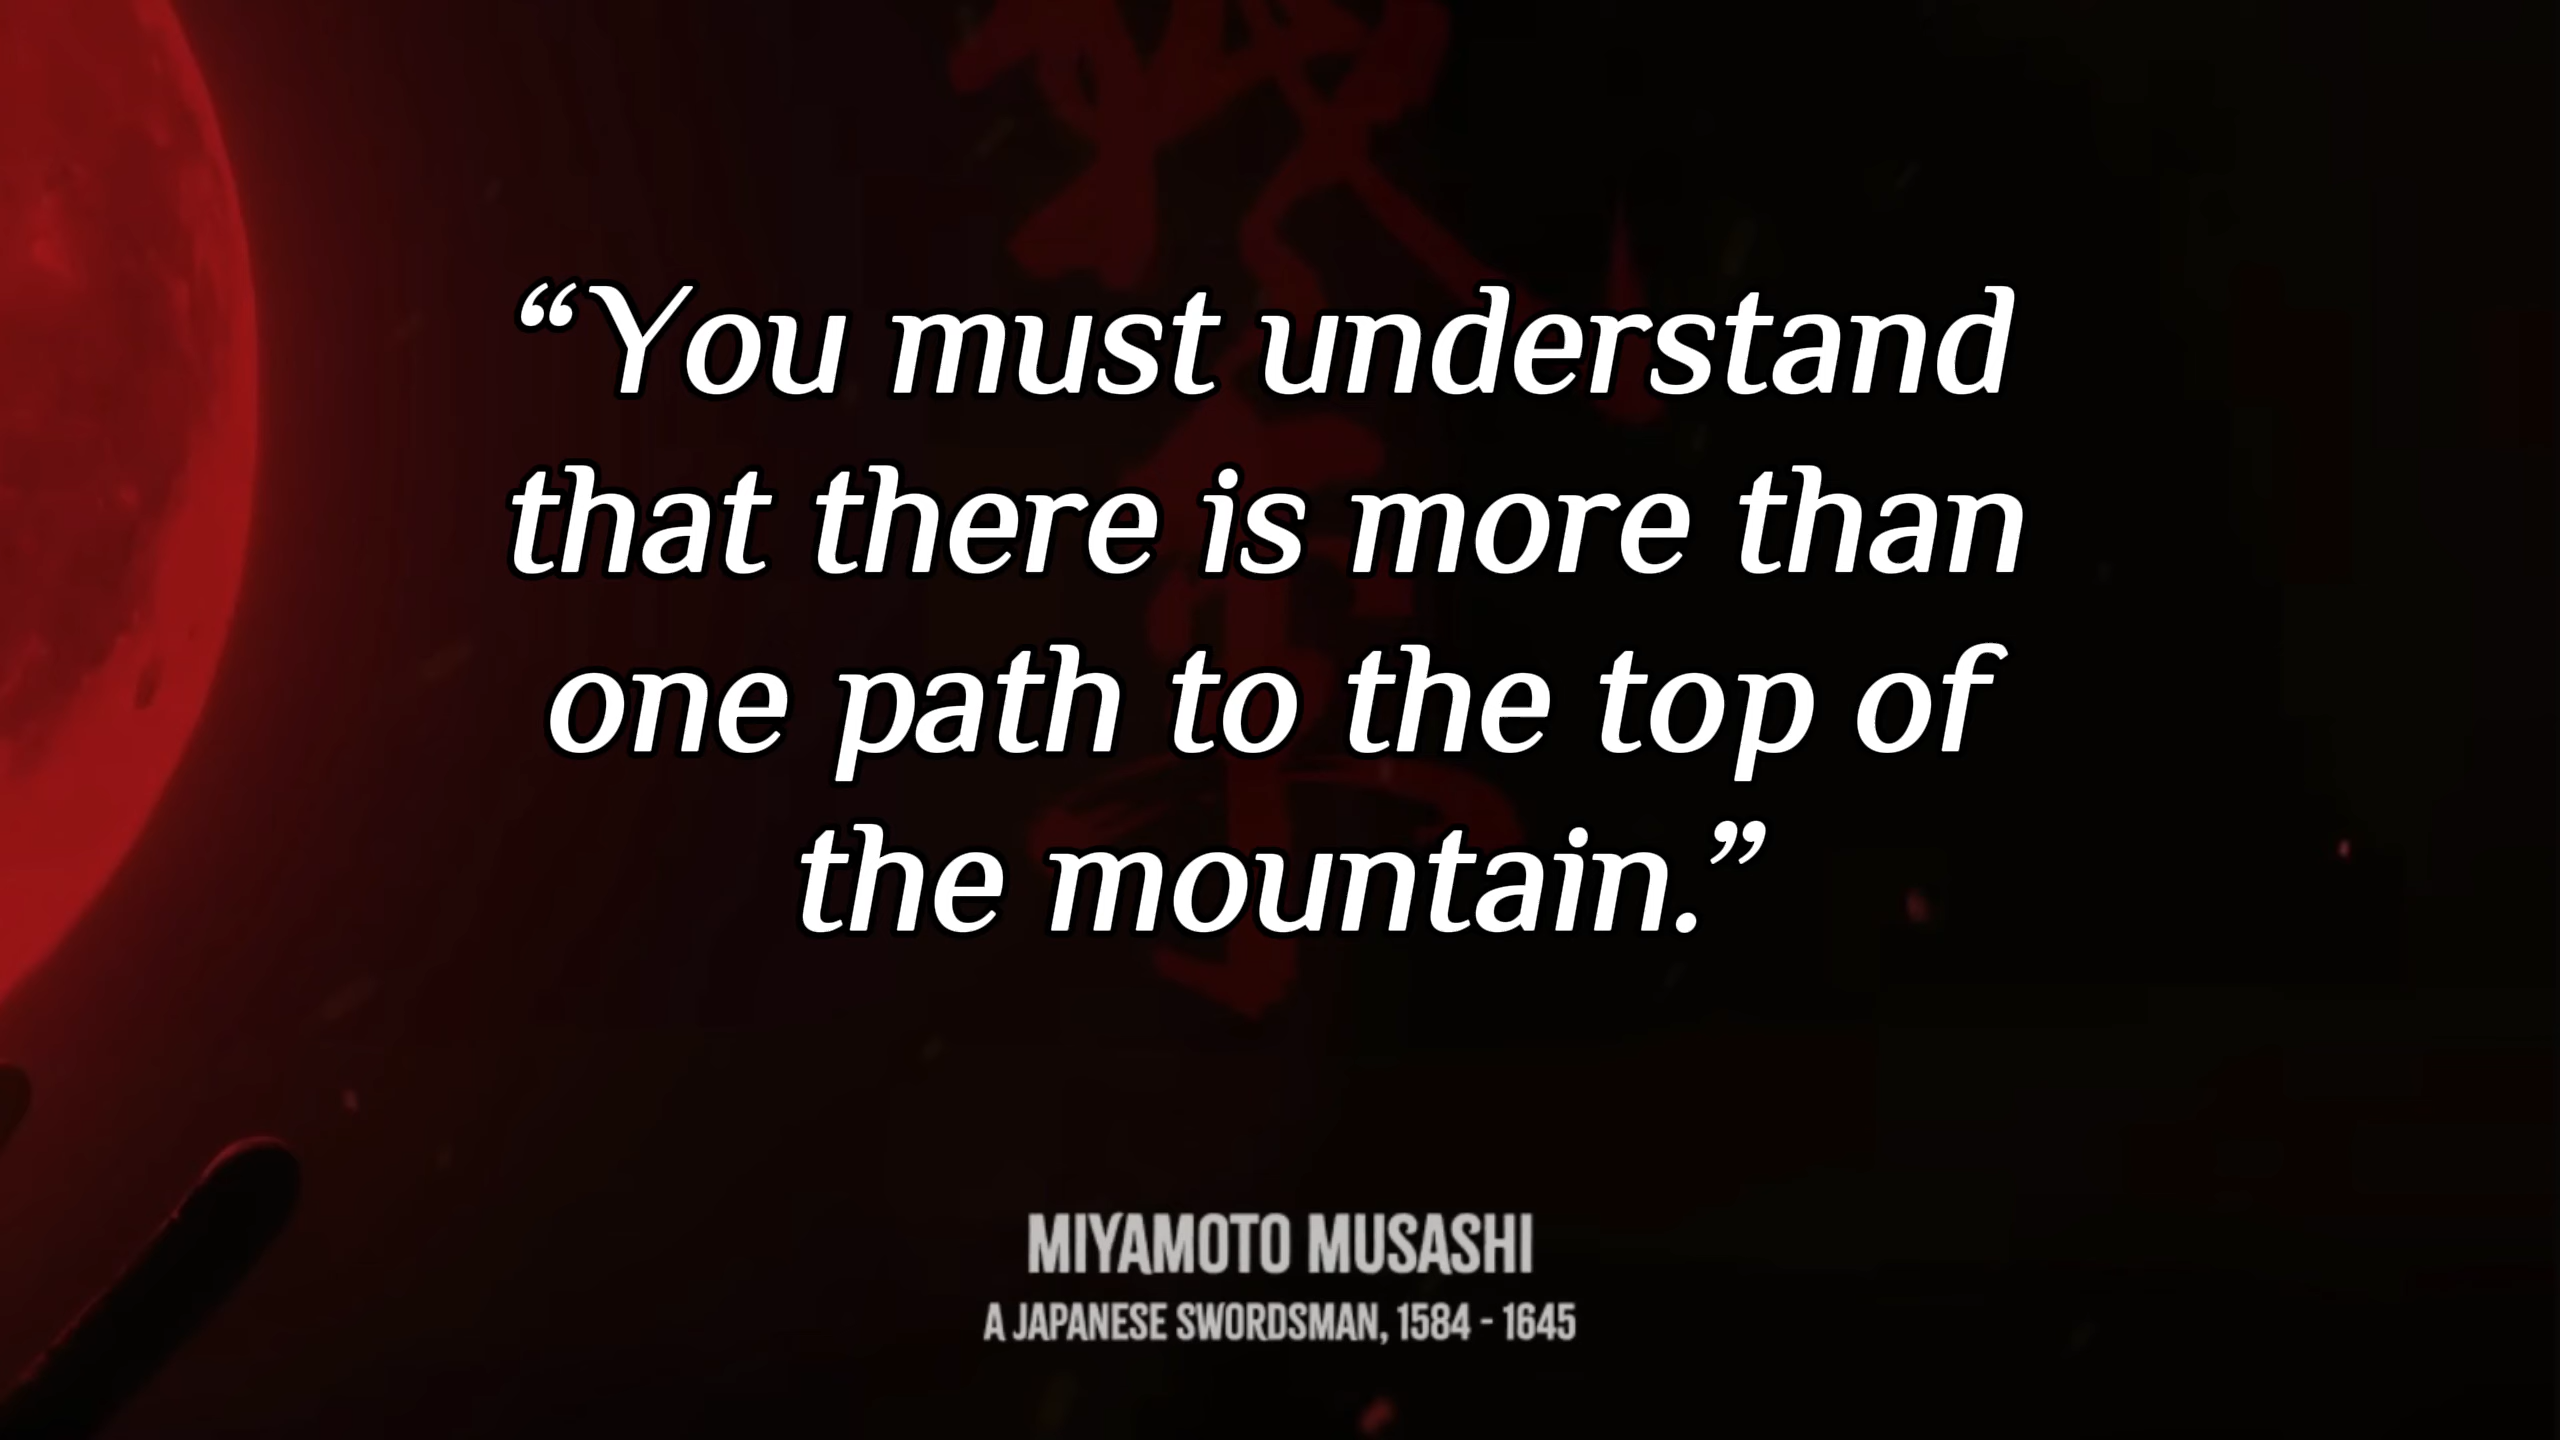 “You must understand
that there is more than
one path to the top of
the mountain.”
MIYAMOTO MUSASHI
A JAPANESE SWORDSMAN, 1584 - 1645